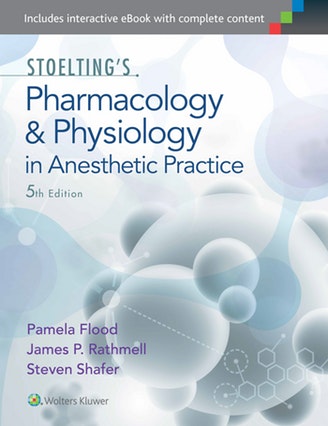 Includes interactive eBook with complete content
STOELTING'S
Pharmacology
& Physiology
in Anesthetic Practice
5th Edition
Pamela Flood
James P. Rathmell
Steven Shafer
Wolters Kluwer